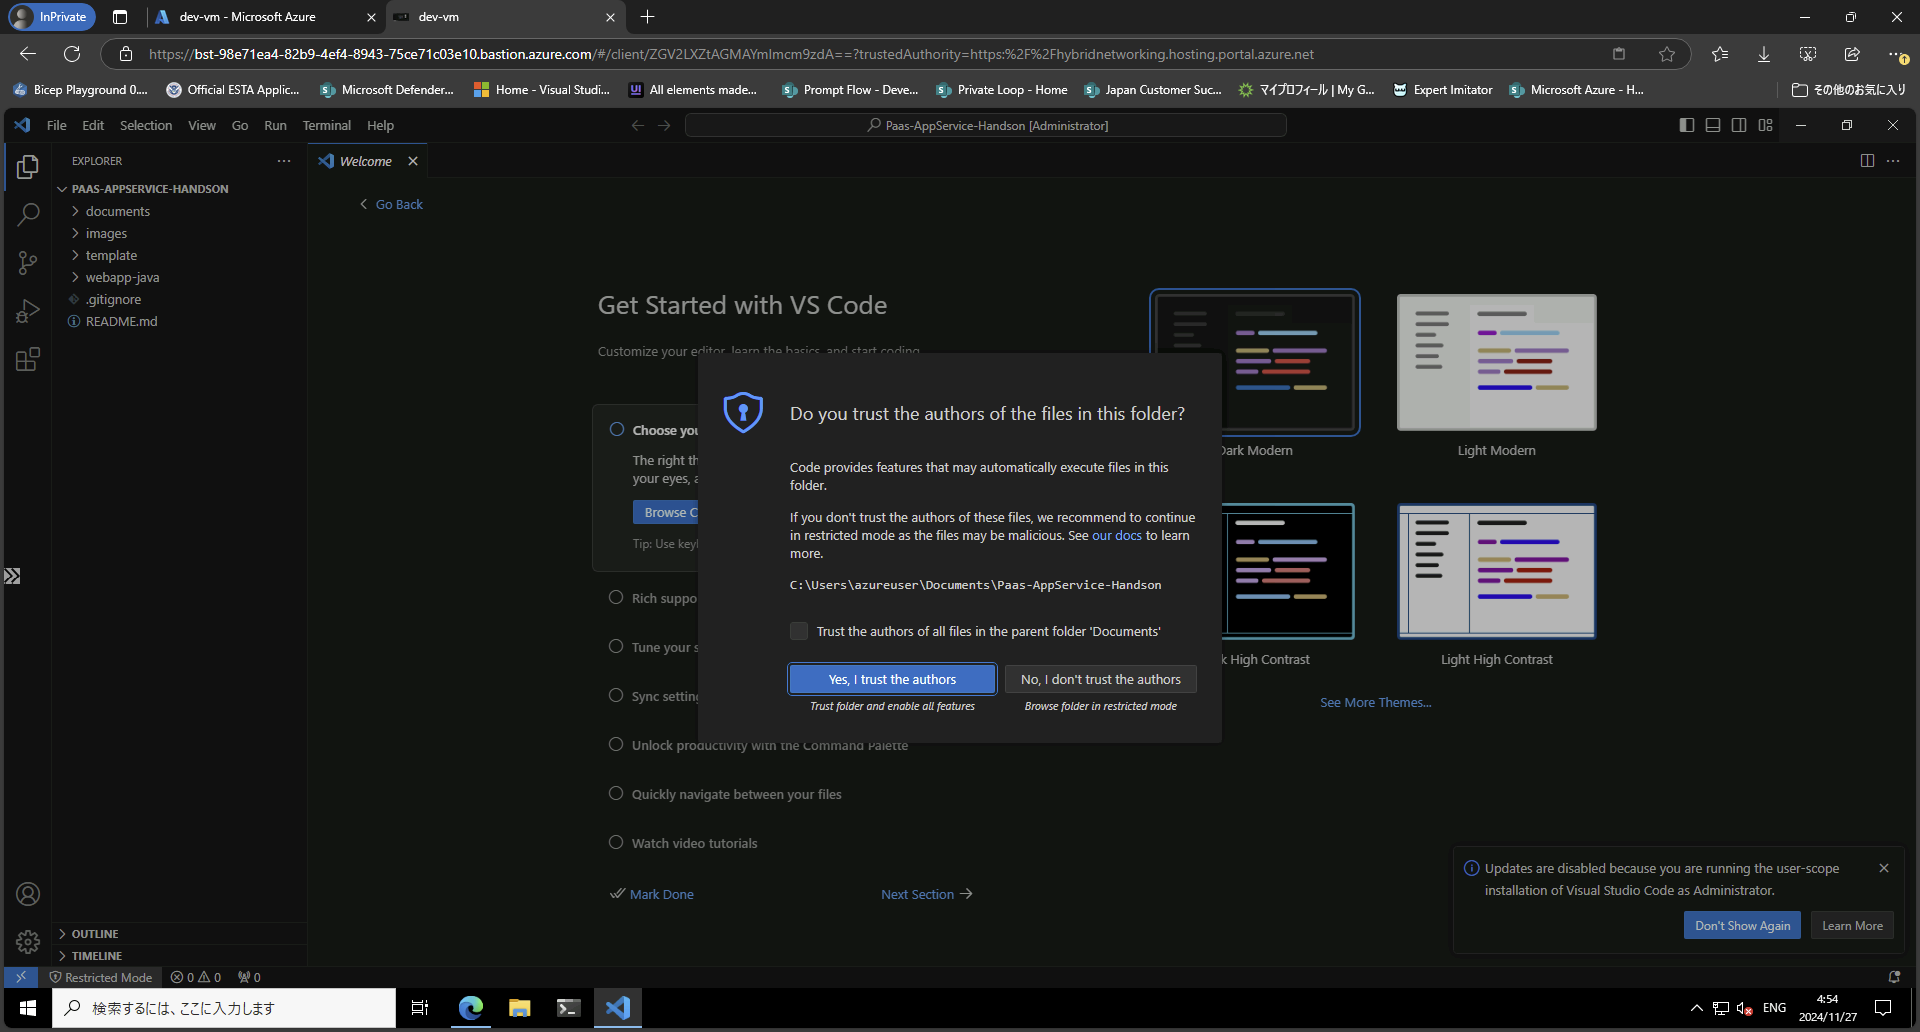 InPrivate
dev-vm - Microsoft Azure
dev-vm
https://bst-98e71ea4-82b9-4ef4-8943-75ce71c03e10.bastion.azure.com/#/client/ZGV2LXZtAGMAYmlmcm9zdA==?trustedAuthority=https:%2F%2Fhybridnetworking.hosting.portal.azure.net
Bicep Playground 0....
Official ESTA Applic...
Microsoft Defender...
Home - Visual Studi...
All elements made...
Prompt Flow - Deve...
Private Loop - Home
Japan Customer Suc...
マイプロフィール | My G...
Expert Imitator
Microsoft Azure - H...
その他のお気に入り
File Edit Selection View Go Run Terminal Help
Paas-AppService-Handson [Administrator]
EXPLORER
Welcome
PAAS-APPSERVICE-HANDSON
documents
images
template
webapp-java
.gitignore
README.md
OUTLINE
TIMELINE
Go Back
Get Started with VS Code
Customize your editor, learn the basics, and start coding
Choose you
The right th
your eyes, a
Browse C
Tip: Use keyl
Rich suppo
Tune your s
Sync setting
Unlock productivity with the Command Palette
Quickly navigate between your files
Watch video tutorials
Mark Done
Next Section
Dark Modern
Light Modern
k High Contrast
Light High Contrast
See More Themes...
Do you trust the authors of the files in this folder?
Code provides features that may automatically execute files in this
folder.
If you don't trust the authors of these files, we recommend to continue
in restricted mode as the files may be malicious. See our docs to learn
more.
C:\Users\azureuser\Documents\Paas-AppService-Handson
Trust the authors of all files in the parent folder 'Documents'
Yes, I trust the authors
No, I don't trust the authors
Trust folder and enable all features
Browse folder in restricted mode
Updates are disabled because you are running the user-scope
installation of Visual Studio Code as Administrator.
Don't Show Again
Learn More
Restricted Mode
0
0
0
検索するには、ここに入力します
ENG
4:54
2024/11/27